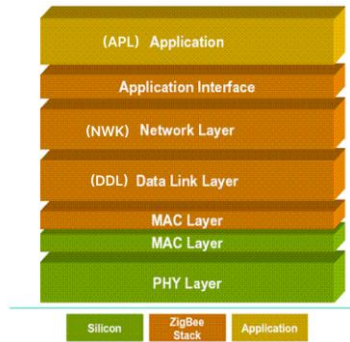 (APL) Application
Application Interface
(NWK) Network Layer
(DDL) Data Link Layer
MAC Layer
MAC Layer
PHY Layer
Silicon
ZigBee
Stack
Application